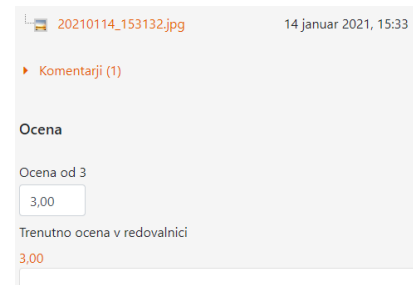 20210114_153132.jpg 14 januar 2021, 15:33
Komentarji (1)
Ocena
Ocena od 3
3,00
Trenutno ocena v redovalnici
3,00